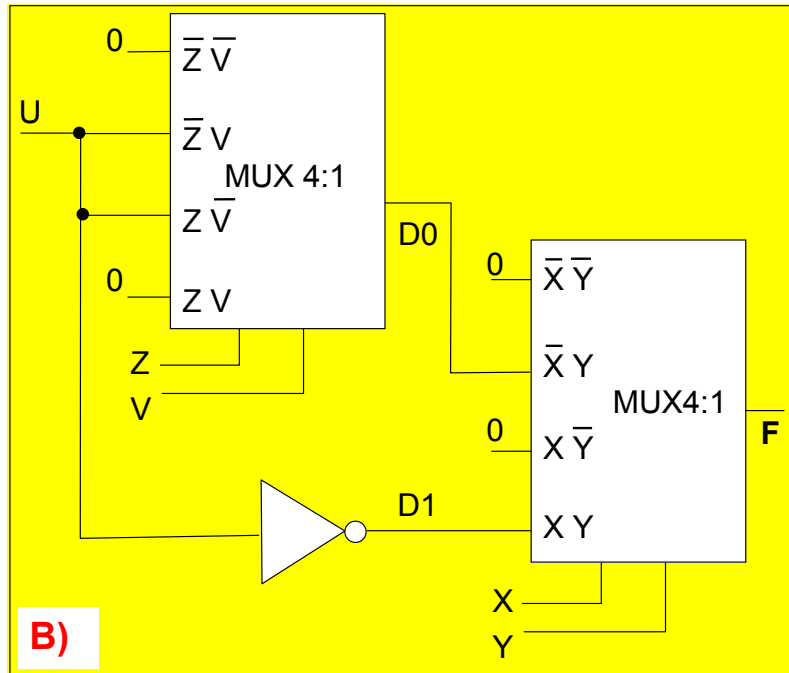 0
Z̅ V̅
U
Z̅ V
MUX 4:1
Z V̅
D0
0
Z V
0
X̅ Y̅
Z
X̅ Y
V
MUX4:1
F
0
X Y̅
D1
X Y
X
Y
B)